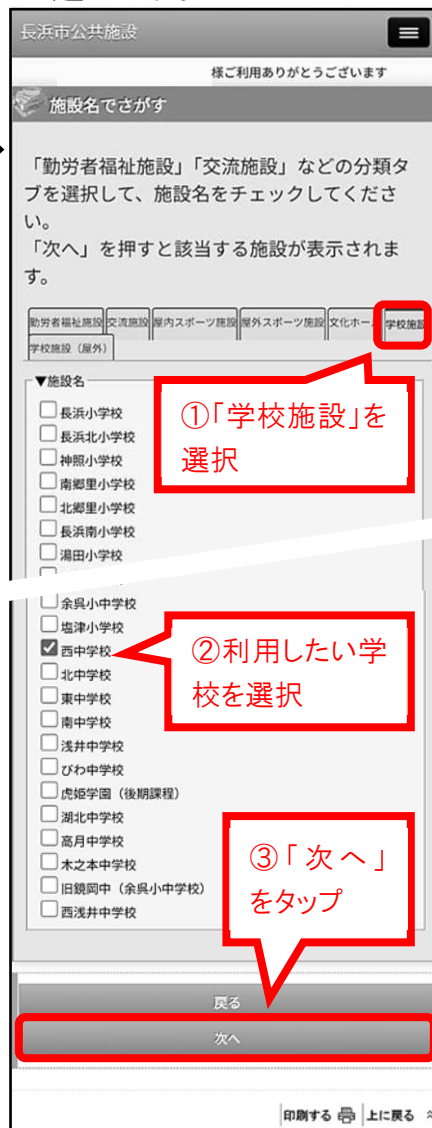 長浜市公共施設
様ご利用ありがとうございます
施設名でさがす
「勤労者福祉施設」「交流施設」などの分類タ
ブを選択して、施設名をチェックしてくださ
い。
「次へ」を押すと該当する施設が表示されま
す。
勤労者福祉施設 交流施設 屋内スポーツ施設 屋外スポーツ施設 文化ホー 学校施設
学校施設（屋外）
▼施設名
長浜小学校
長浜北小学校
神照小学校
南郷里小学校
北郷里小学校
長浜南小学校
湯田小学校
①「学校施設」を
選択
余呉小中学校
塩津小学校
西中学校
北中学校
東中学校
南中学校
浅井中学校
びわ中学校
虎姫学園（後期課程）
湖北中学校
高月中学校
木之本中学校
旧鏡岡中（余呉小中学校）
西浅井中学校
②利用したい学
校を選択
③「次へ」
をタップ
戻る
次へ
印刷する 上に戻る